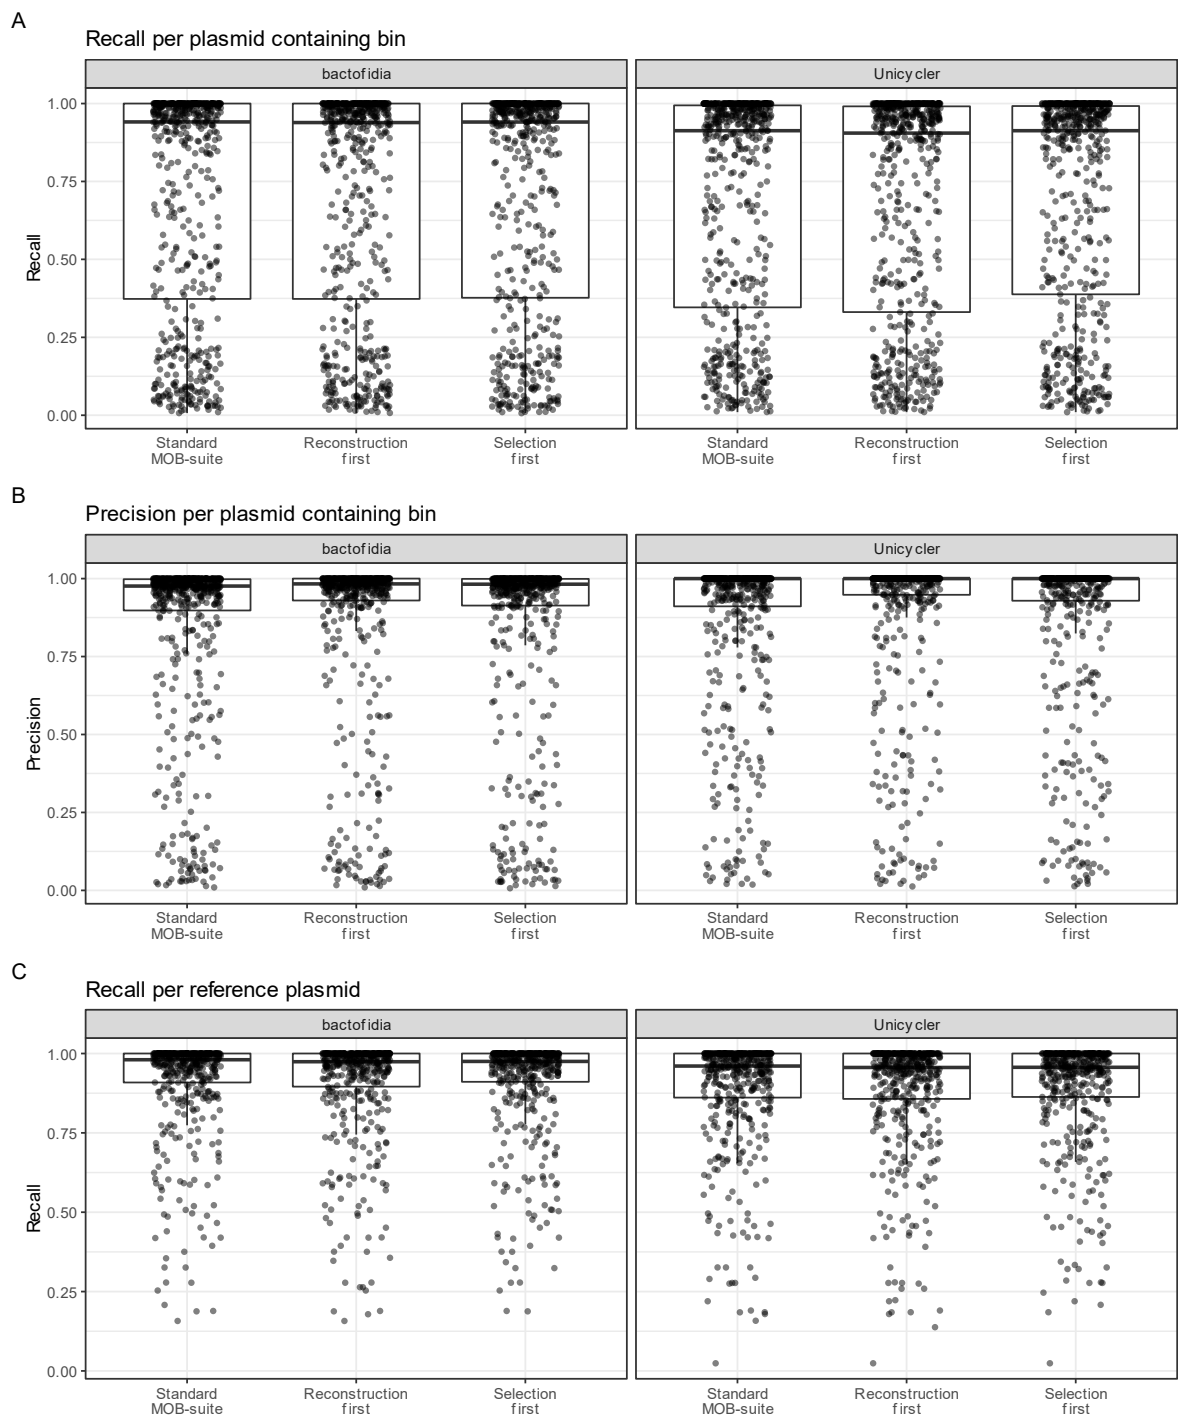 A
Recall per plasmid containing bin
bactofidia
Unicycler
Recall
1.00
0.75
0.50
0.25
0.00
Standard
MOB-suite
Reconstruction
first
Selection
first
Standard
MOB-suite
Reconstruction
first
Selection
first
B
Precision per plasmid containing bin
bactofidia
Unicycler
Precision
1.00
0.75
0.50
0.25
0.00
Standard
MOB-suite
Reconstruction
first
Selection
first
Standard
MOB-suite
Reconstruction
first
Selection
first
C
Recall per reference plasmid
bactofidia
Unicycler
Recall
1.00
0.75
0.50
0.25
0.00
Standard
MOB-suite
Reconstruction
first
Selection
first
Standard
MOB-suite
Reconstruction
first
Selection
first